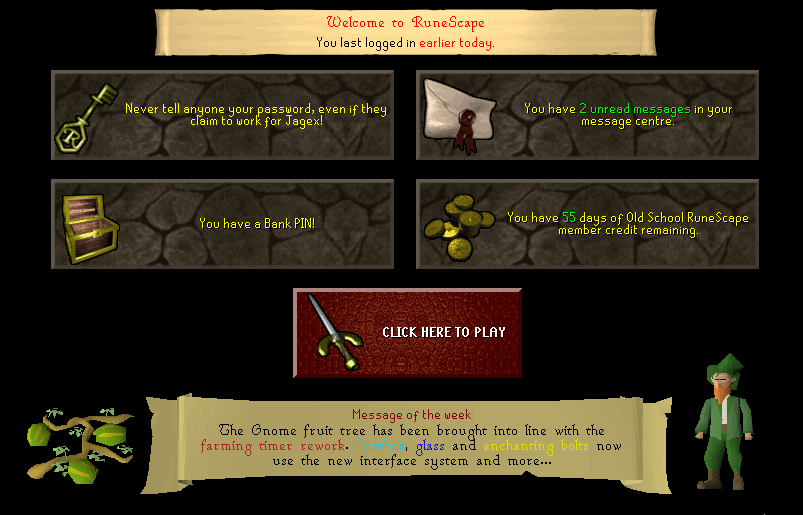 Welcome to RuneScape
You last logged in earlier today.
Never tell anyone your password, even if they
claim to work for Jagex!
You have 2 unread messages in your
message centre.
You have a Bank PIN!
You have 55 days of Old School RuneScape
member credit remaining.
CLICK HERE TO PLAY
Message of the week
The Gnome fruit tree has been brought into line with the
farming timer rework. , glass and enchanting bolts now
use the new interface system and more...